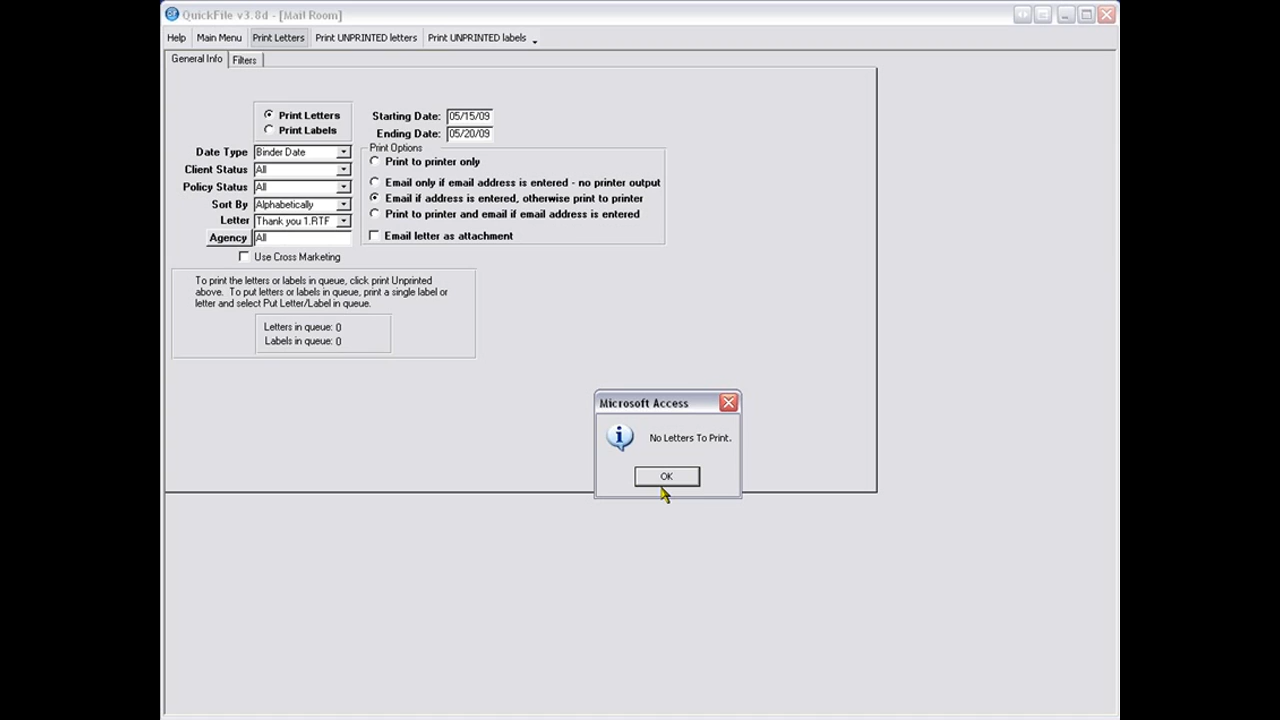 QuickFile v3.8d - [Mail Room]
Help Main Menu Print Letters Print UNPRINTED letters Print UNPRINTED labels
General Info Filters
Print Letters
Print Labels
Starting Date: 05/15/09
Ending Date: 05/20/09
Date Type Binder Date
Client Status All
Policy Status All
Sort By Alphabetically
Letter Thank you 1.RTF
Agency All
Use Cross Marketing
Print Options
Print to printer only
Email only if email address is entered - no printer output
Email if address is entered, otherwise print to printer
Print to printer and email if email address is entered
Email letter as attachment
To print the letters or labels in queue, click print Unprinted
above. To put letters or labels in queue, print a single label or
letter and select Put Letter/Label in queue.
Letters in queue: 0
Labels in queue: 0
Microsoft Access
No Letters To Print.
OK